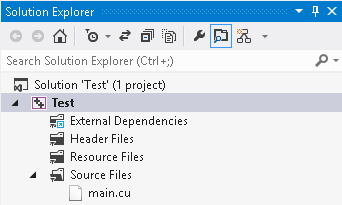 Solution Explorer
Search Solution Explorer (Ctrl+;)
Solution 'Test' (1 project)
Test
External Dependencies
Header Files
Resource Files
Source Files
main.cu